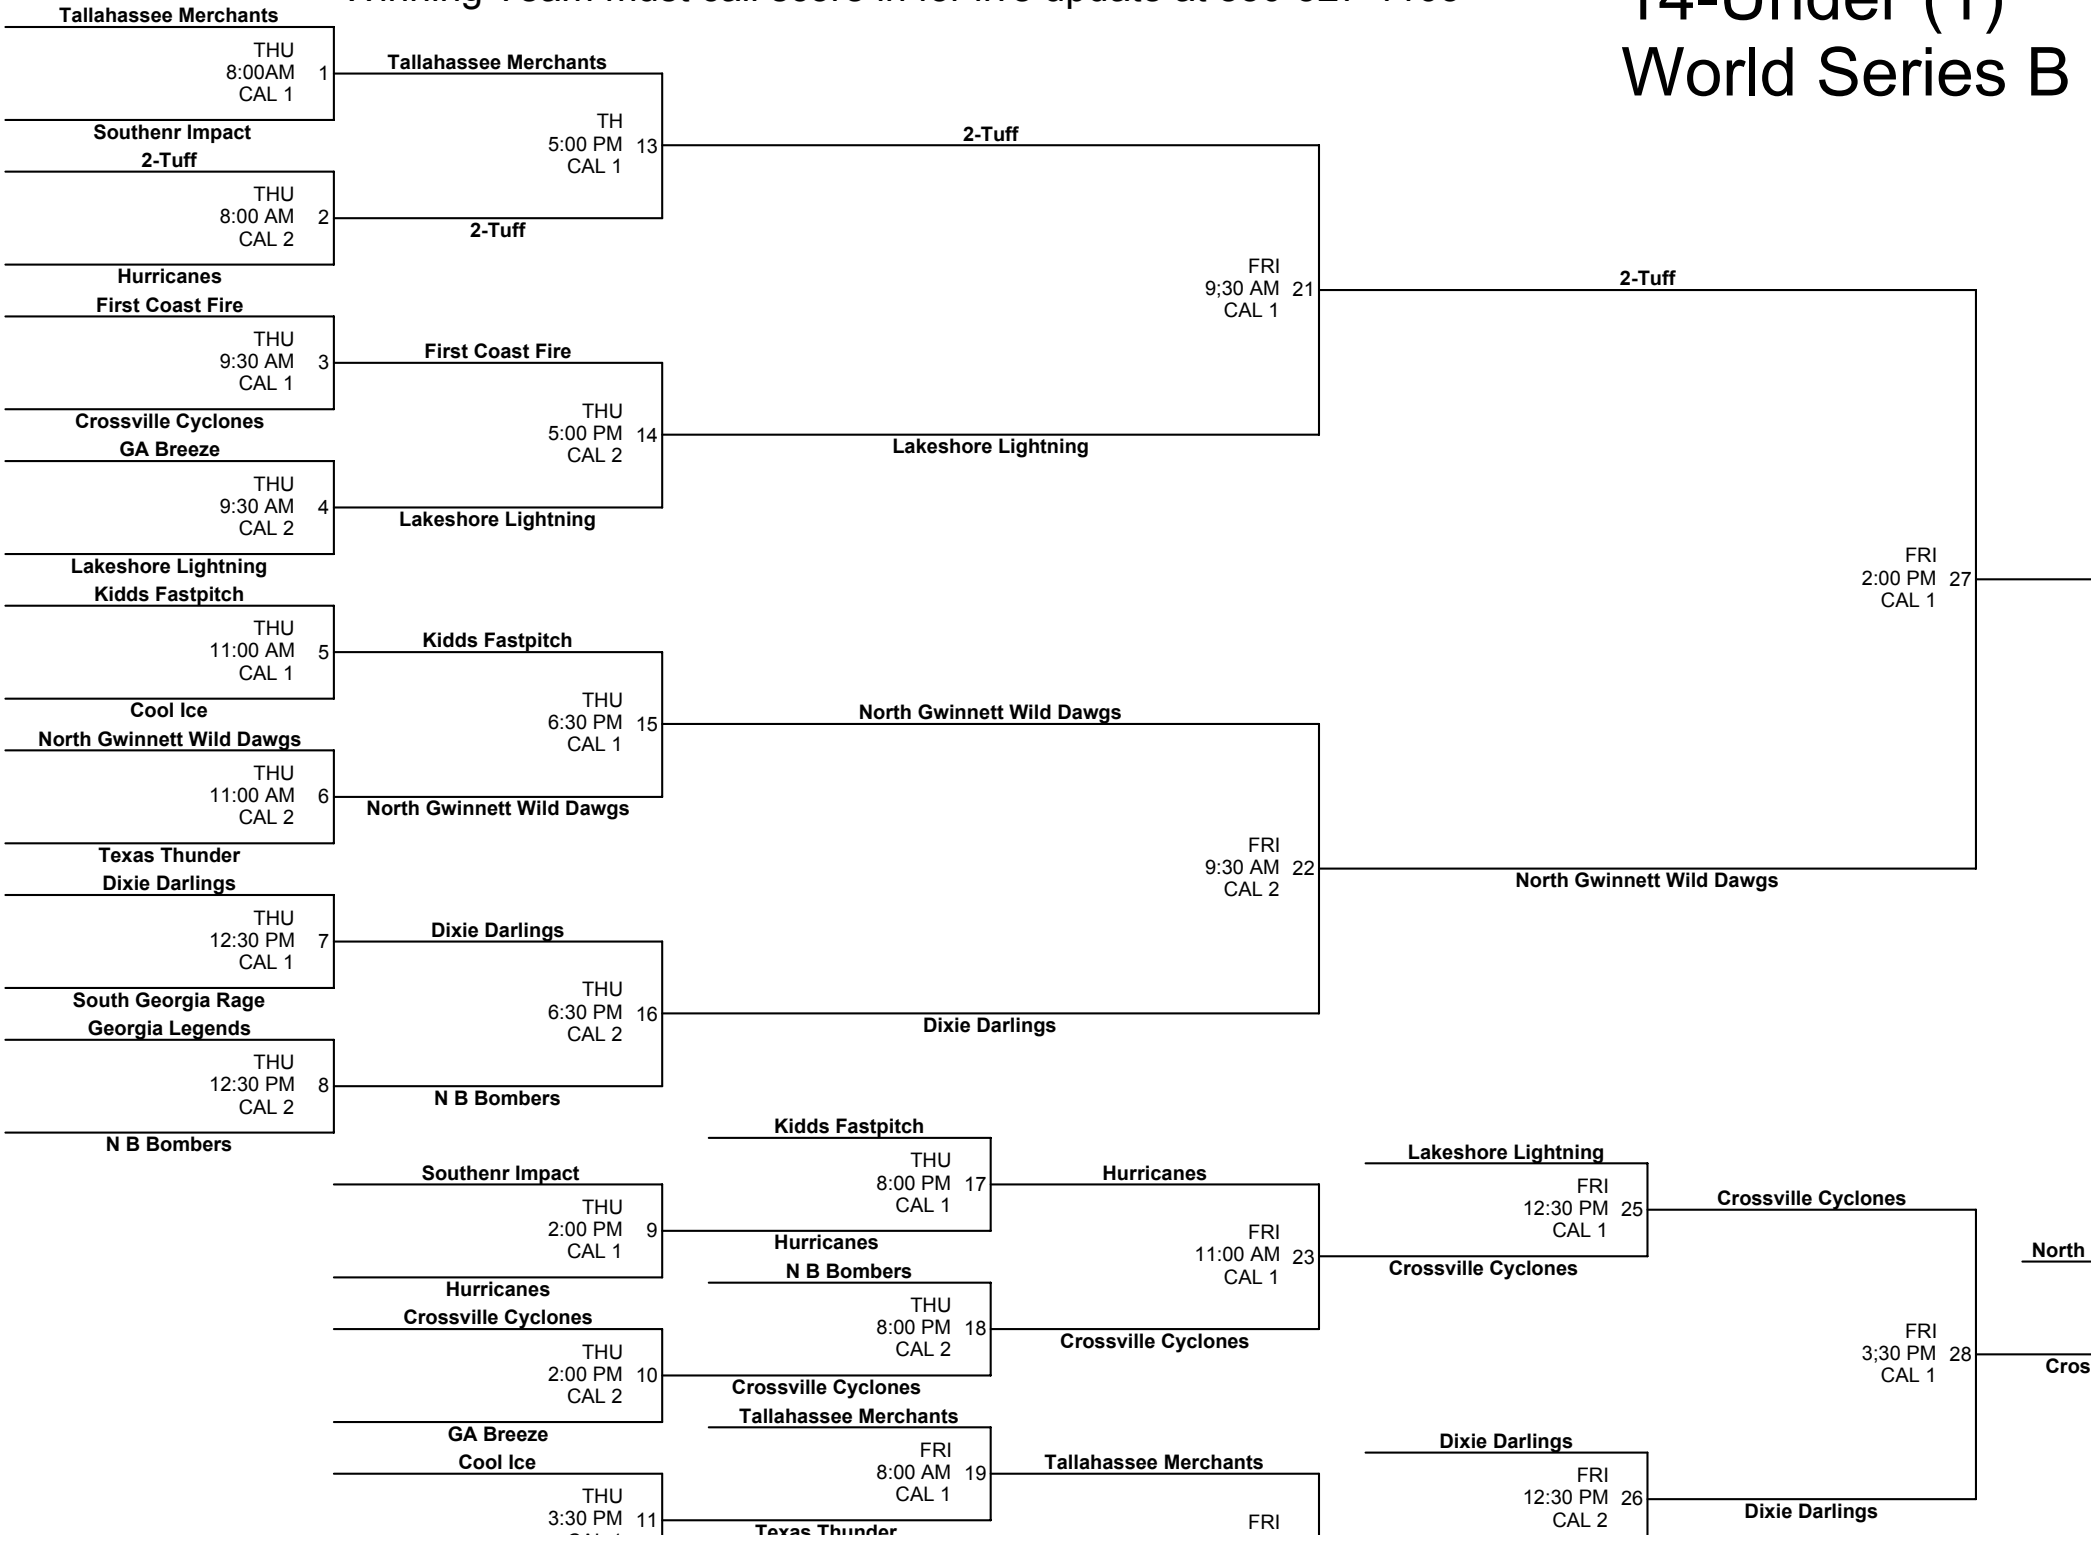 14-Under (1)
World Series B
Tallahassee Merchants
THU
8:00AM 1
CAL 1
Southenr Impact
2-Tuff
THU
8:00 AM 2
CAL 2
Hurricanes
First Coast Fire
THU
9:30 AM 3
CAL 1
Crossville Cyclones
GA Breeze
THU
9:30 AM 4
CAL 2
Lakeshore Lightning
Kidds Fastpitch
THU
11:00 AM 5
CAL 1
Cool Ice
North Gwinnett Wild Dawgs
THU
11:00 AM 6
CAL 2
Texas Thunder
Dixie Darlings
THU
12:30 PM 7
CAL 1
South Georgia Rage
Georgia Legends
THU
12:30 PM 8
CAL 2
N B Bombers
Tallahassee Merchants
TH
5:00 PM 13
CAL 1
2-Tuff
First Coast Fire
THU
5:00 PM 14
CAL 2
Lakeshore Lightning
Kidds Fastpitch
THU
6:30 PM 15
CAL 1
North Gwinnett Wild Dawgs
Dixie Darlings
THU
6:30 PM 16
CAL 2
N B Bombers
2-Tuff
FRI
9;30 AM 21
CAL 1
Lakeshore Lightning
North Gwinnett Wild Dawgs
FRI
9:30 AM 22
CAL 2
Dixie Darlings
2-Tuff
FRI
2:00 PM 27
CAL 1
North Gwinnett Wild Dawgs
Southenr Impact
THU
2:00 PM 9
CAL 1
Hurricanes
Crossville Cyclones
THU
2:00 PM 10
CAL 2
GA Breeze
Cool Ice
THU
3:30 PM 11
Kidds Fastpitch
THU
8:00 PM 17
CAL 1
Hurricanes
N B Bombers
THU
8:00 PM 18
CAL 2
Crossville Cyclones
Tallahassee Merchants
FRI
8:00 AM 19
CAL 1
Texas Thunder
Hurricanes
FRI
11:00 AM 23
CAL 1
Crossville Cyclones
Tallahassee Merchants
FRI
Lakeshore Lightning
FRI
12:30 PM 25
CAL 1
Crossville Cyclones
Dixie Darlings
FRI
12:30 PM 26
CAL 2
Crossville Cyclones
FRI
3;30 PM 28
CAL 1
Dixie Darlings
North
Cros